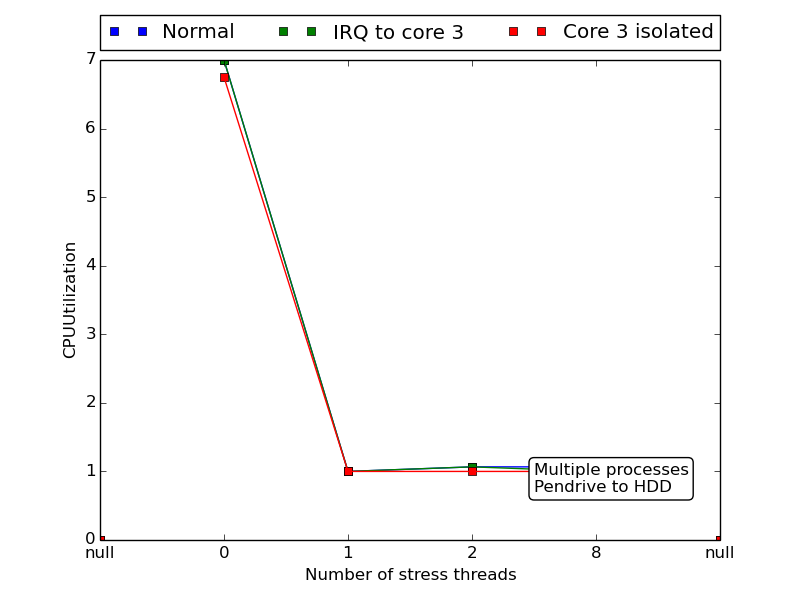 Normal IRQ to core 3 Core 3 isolated
7
6
5
4
3
2
1
0
CPUUtilization
Multiple processes
Pendrive to HDD
null 0 1 2 8 null
Number of stress threads